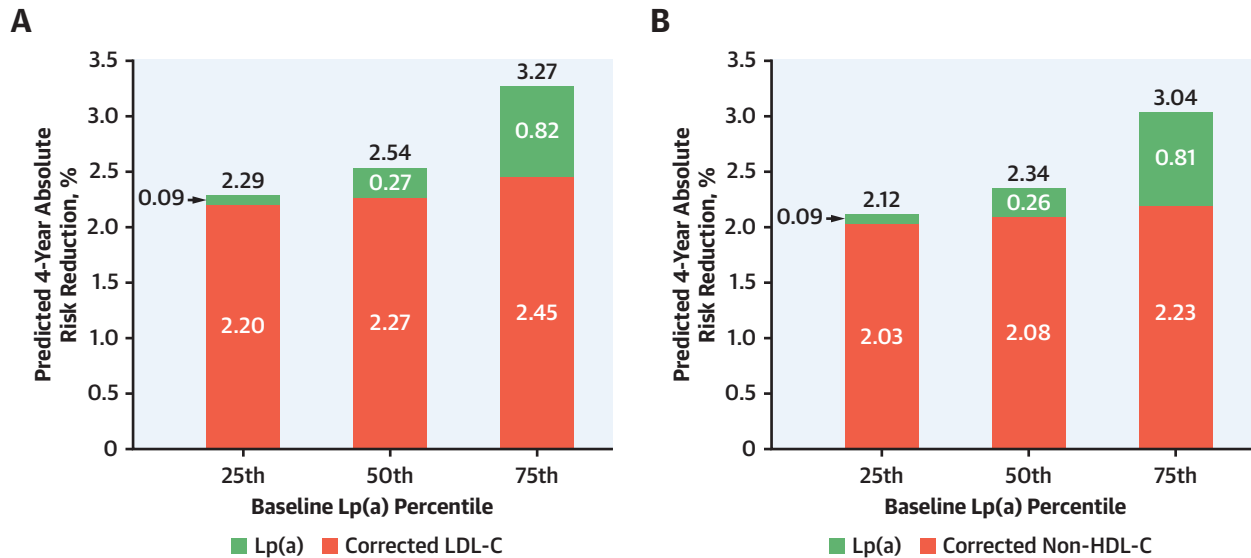 A
Predicted 4-Year Absolute
Risk Reduction, %
3.5
3.0
2.5
2.0
1.5
1.0
0.5
0
0.09
2.29
2.20
2.54
0.27
2.27
3.27
0.82
2.45
25th
50th
75th
Baseline Lp(a) Percentile
Lp(a) Corrected LDL-C
B
Predicted 4-Year Absolute
Risk Reduction, %
3.5
3.0
2.5
2.0
1.5
1.0
0.5
0
0.09
2.12
2.03
2.34
0.26
2.08
3.04
0.81
2.23
25th
50th
75th
Baseline Lp(a) Percentile
Lp(a) Corrected Non-HDL-C